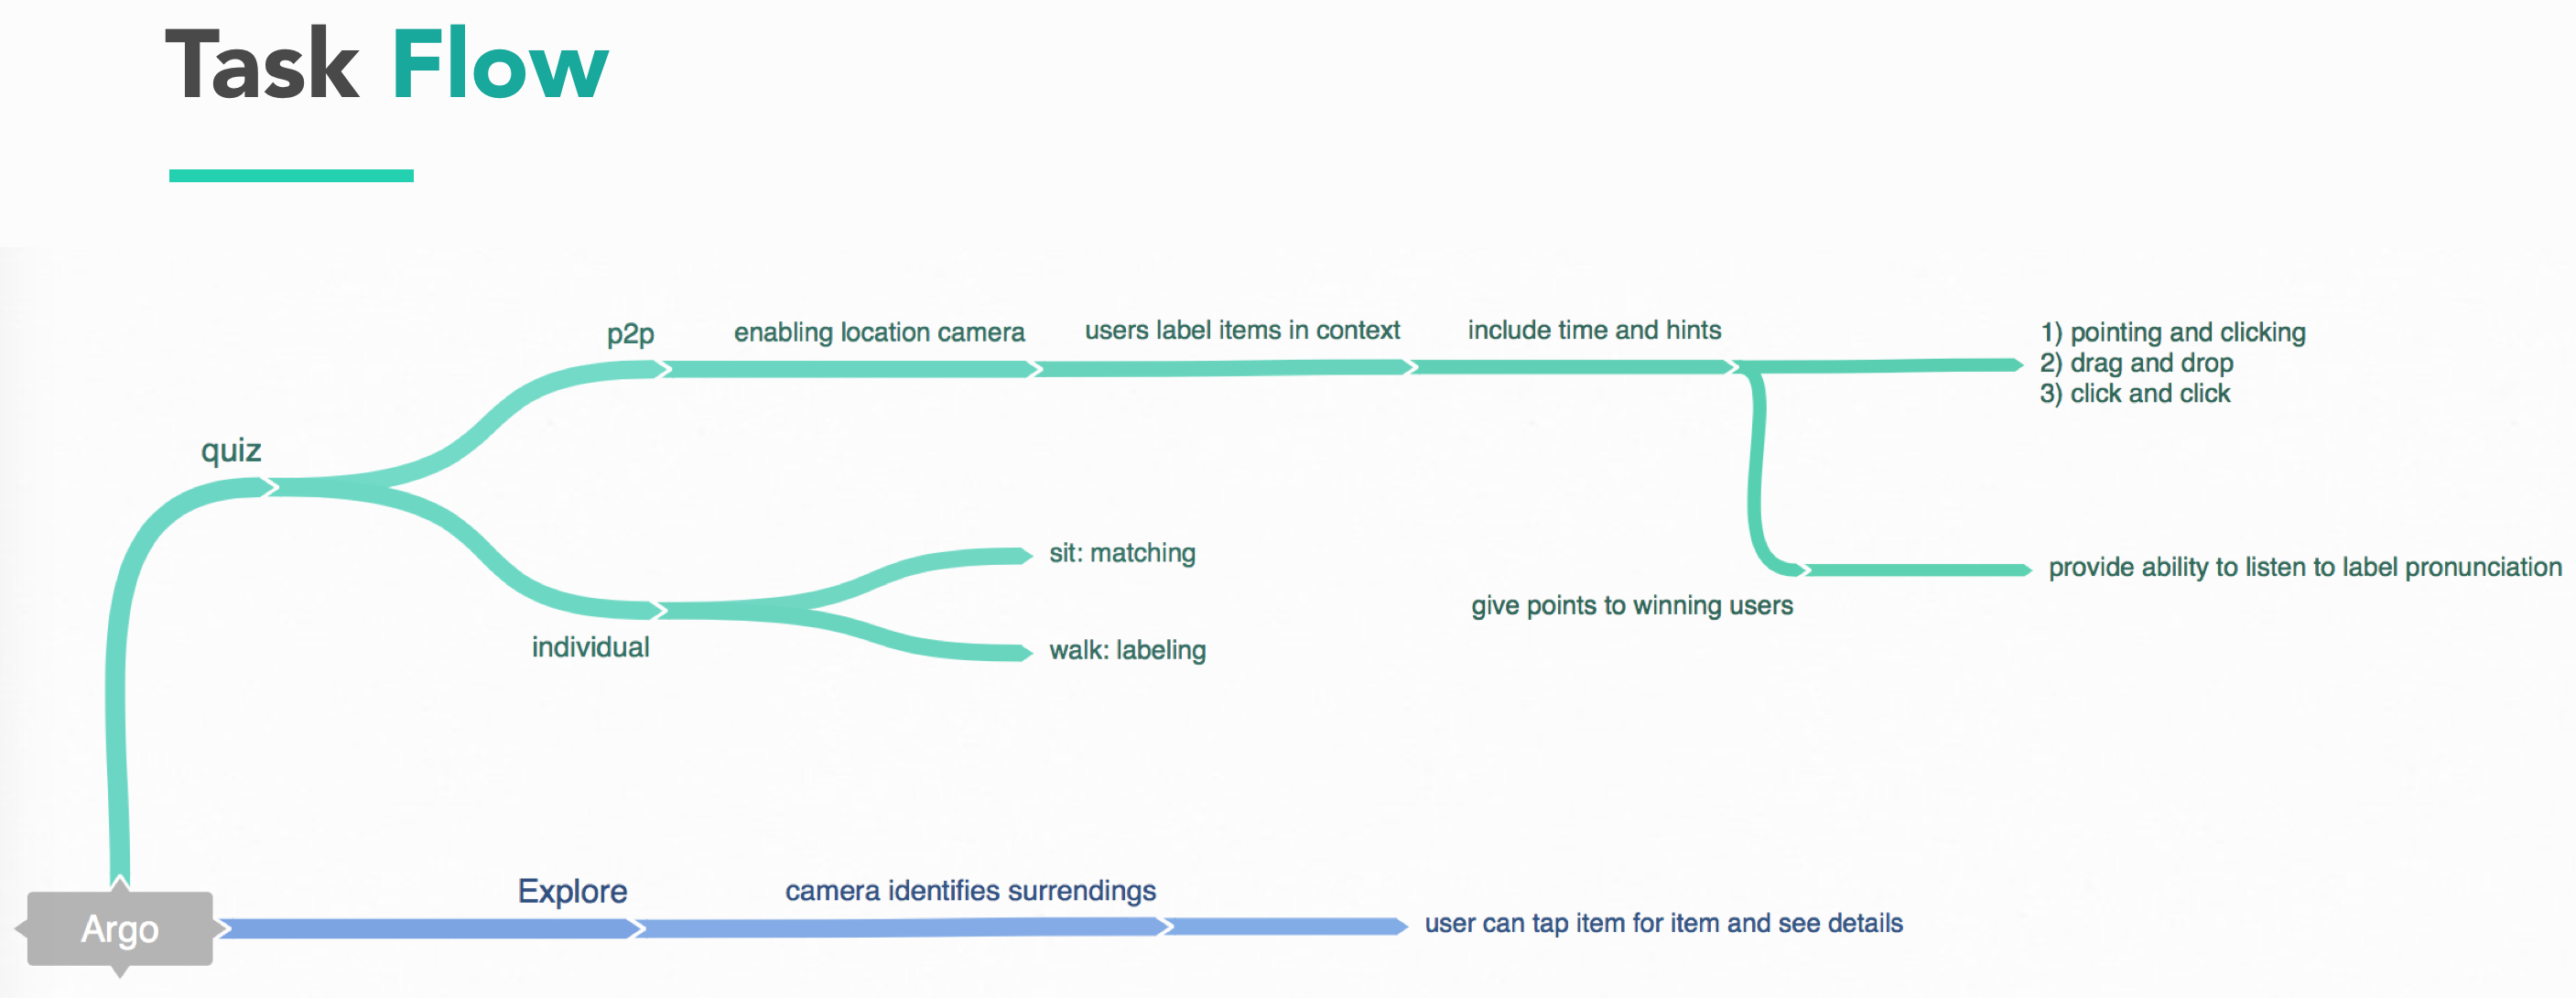 Task Flow
p2p
enabling location camera
users label items in context
include time and hints
1) pointing and clicking
2) drag and drop
3) click and click
quiz
sit: matching
provide ability to listen to label pronunciation
give points to winning users
individual
walk: labeling
Explore
camera identifies surrendings
Argo
user can tap item for item and see details